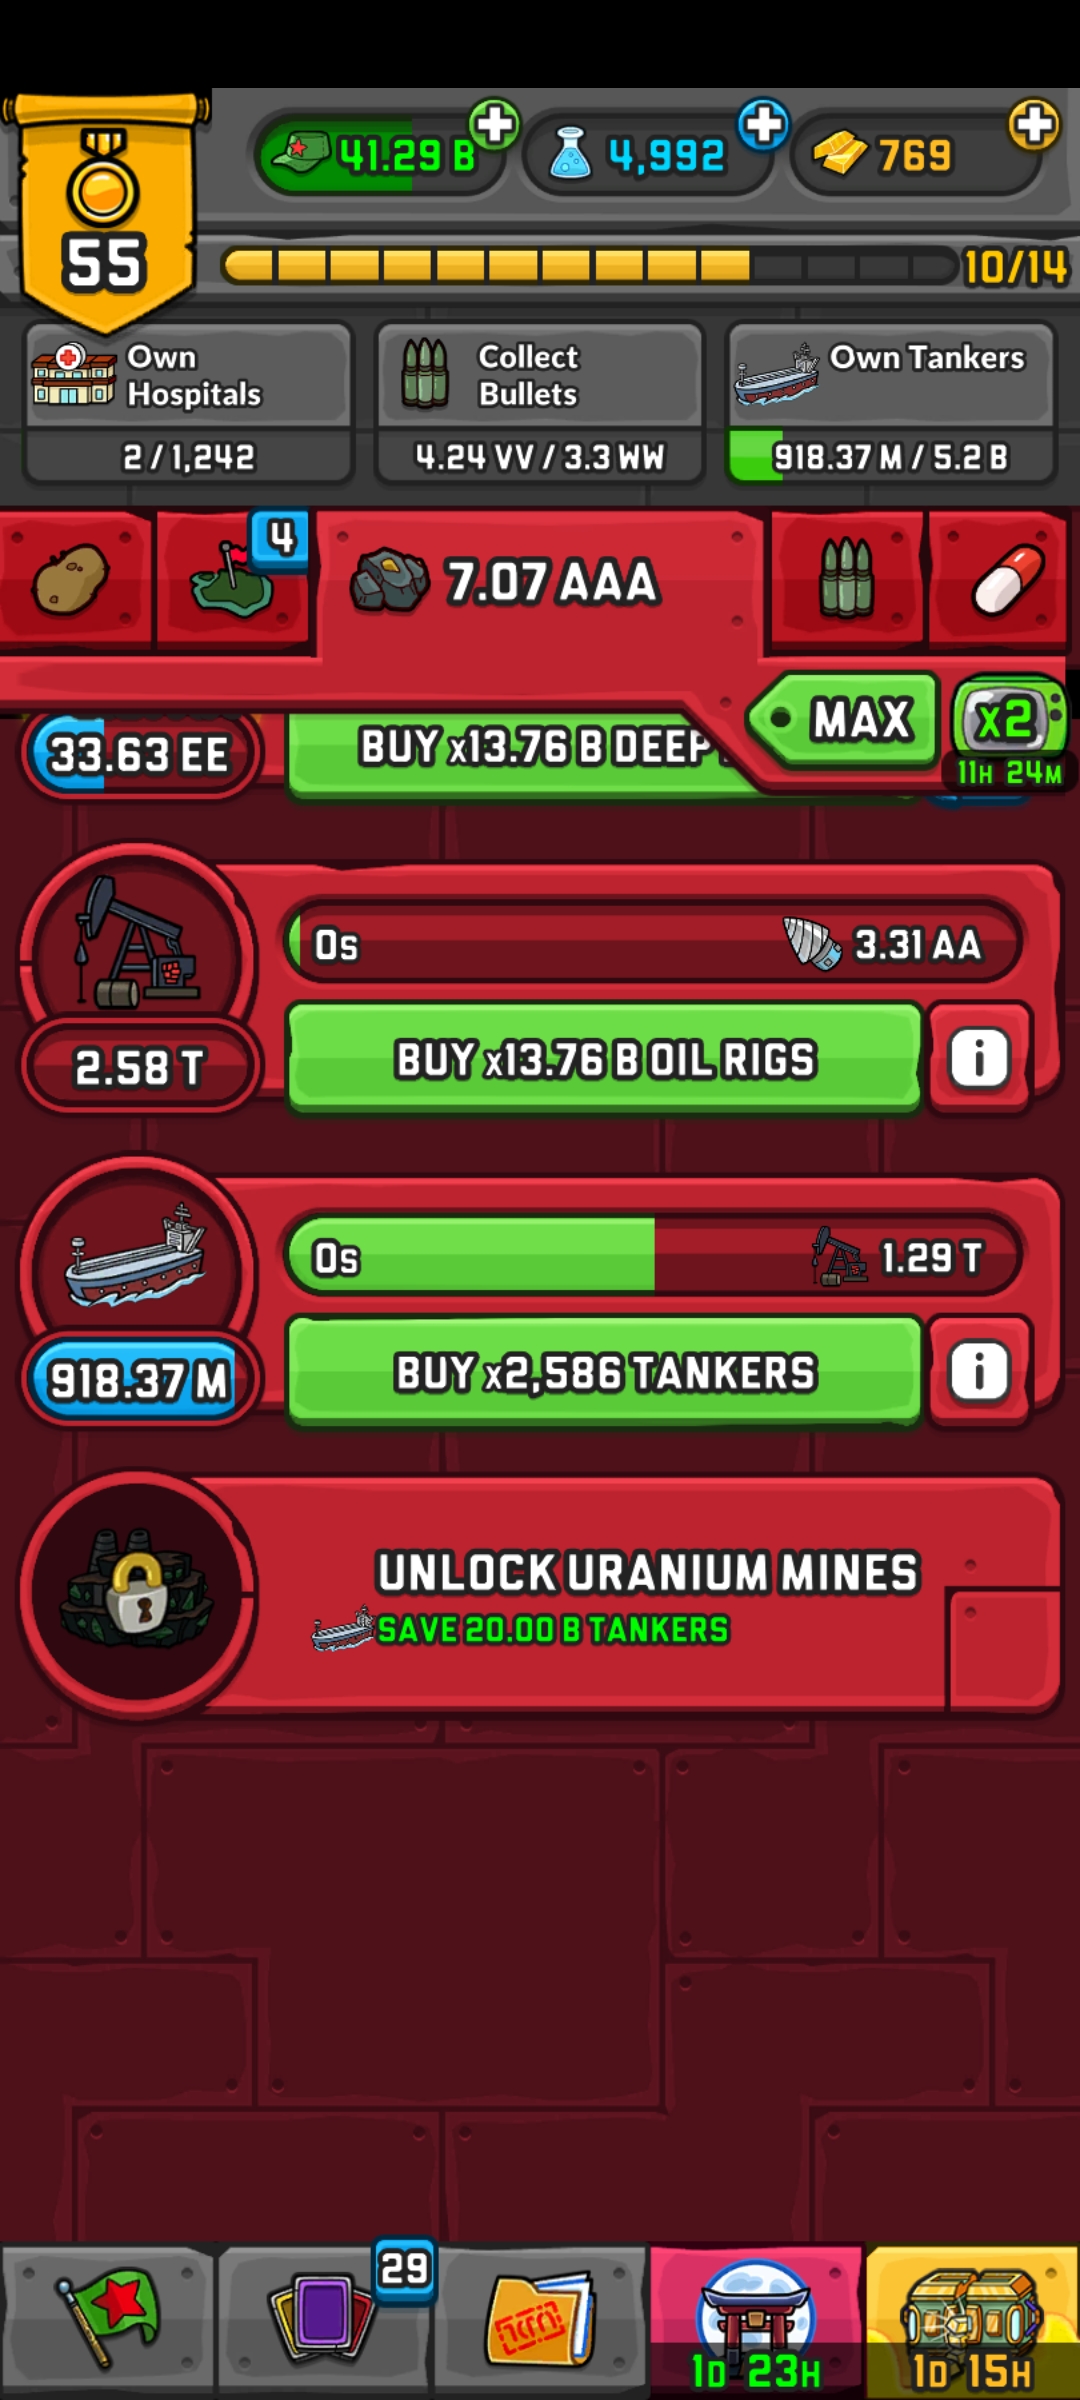 41.29 B
4,992
769
55
10/14
Own
Hospitals
2 / 1,242
Collect
Bullets
4.24 VV / 3.3 WW
Own Tankers
918.37 M / 5.2 B
4
7.07 AAA
MAX
x2
11H 24M
33.63 EE
BUY x13.76 B DEEP
0s
3.31 AA
2.58 T
BUY x13.76 B OIL RIGS
i
0s
1.29 T
918.37 M
BUY x2,586 TANKERS
i
UNLOCK URANIUM MINES
SAVE 20.00 B TANKERS
29
1D 23H
1D 15H